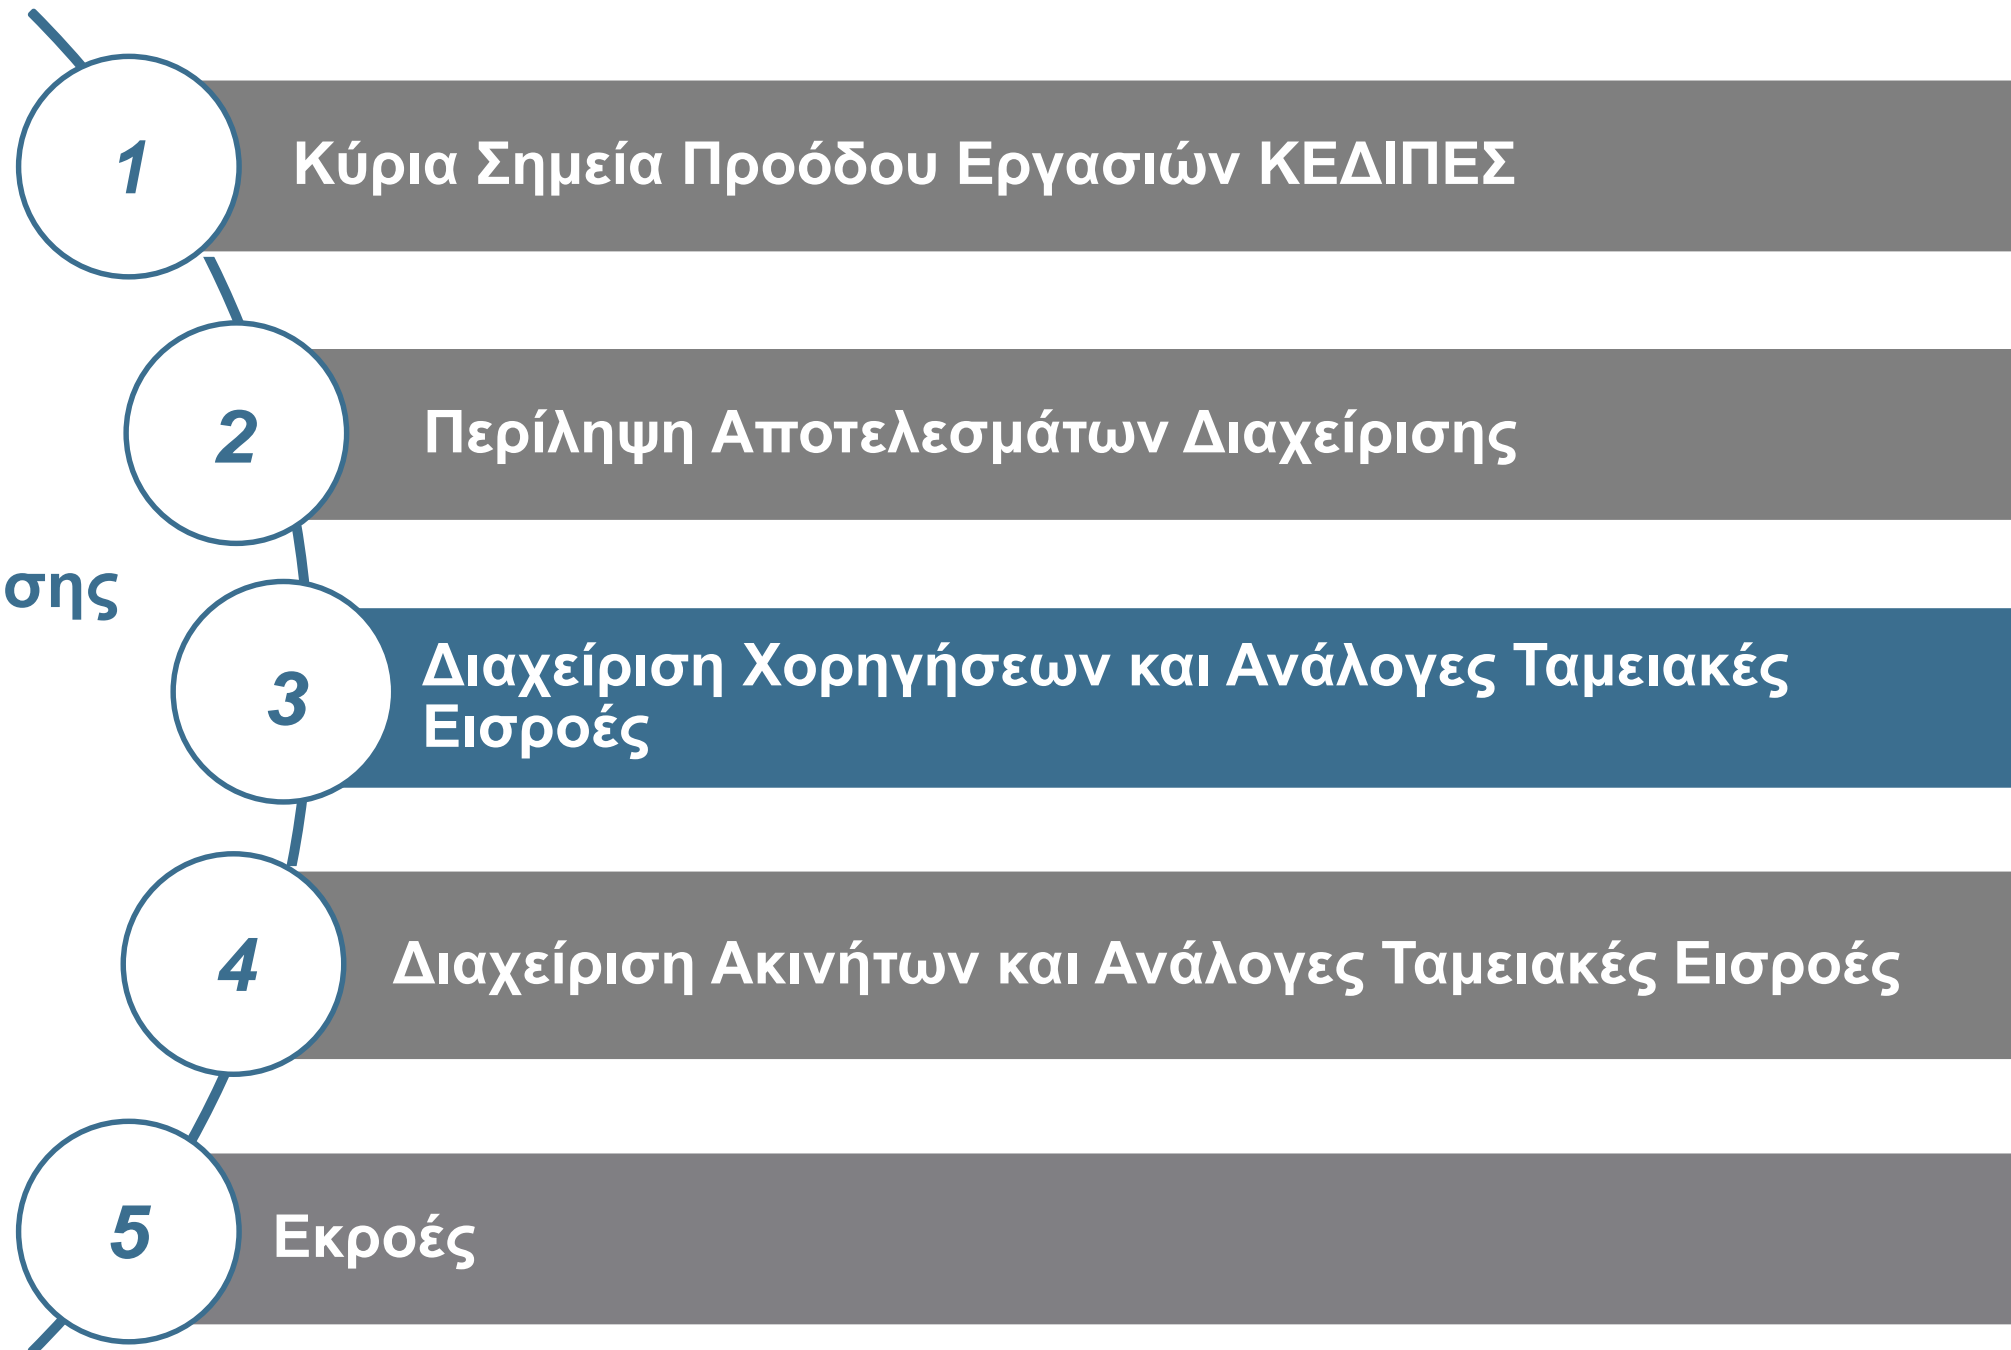 1
Κύρια Σημεία Προόδου Εργασιών ΚΕΔΙΠΕΣ
2
Περίληψη Αποτελεσμάτων Διαχείρισης
σης
3
Διαχείριση Χορηγήσεων και Ανάλογες Ταμειακές
Εισροές
4
Διαχείριση Ακινήτων και Ανάλογες Ταμειακές Εισροές
5
Εκροές